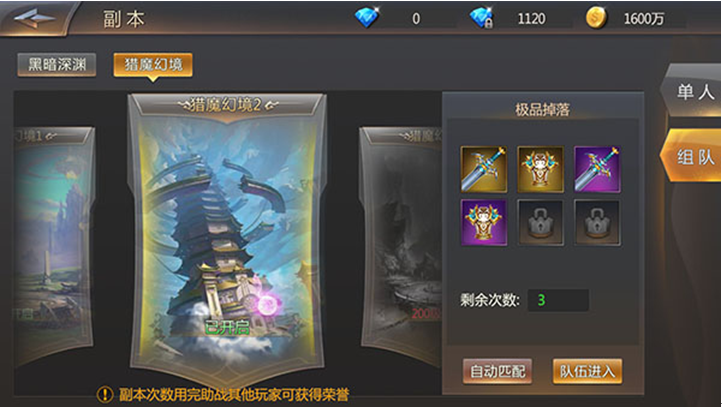 副本
0
1120
1600万
黑暗深渊
猎魔幻境
单人
组队
幻境1
猎魔幻境2
猎魔幻
极品掉落
已开启
200
剩余次数: 3
自动匹配
队伍进入
副本次数用完助战其他玩家可获得荣誉